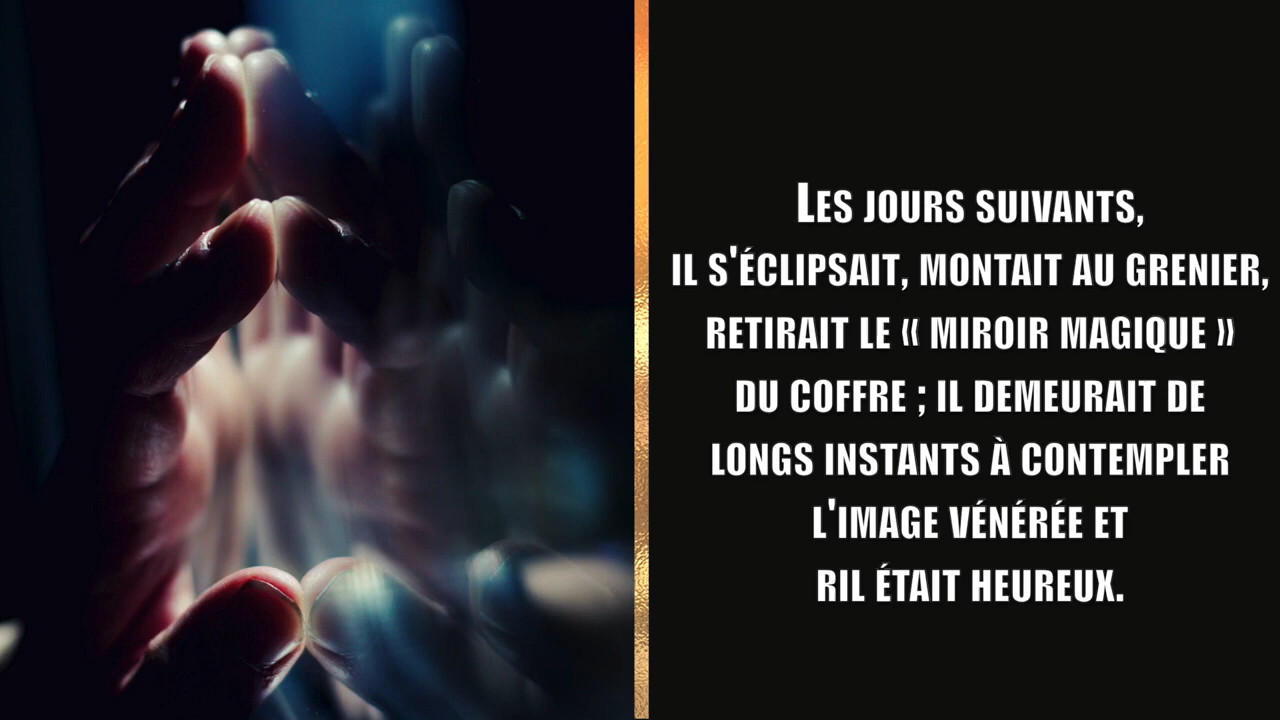 Les jours suivants,
il s'éclipsait, montait au grenier,
retirait le « miroir magique »
du coffre ; il demeurait de
longs instants à contempler
l'image vénérée et
ril était heureux.